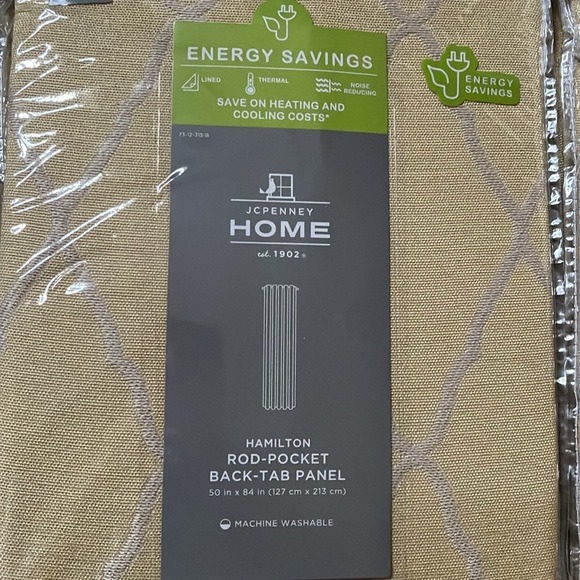 ENERGY SAVINGS
LINED THERMAL NOISE REDUCING
SAVE ON HEATING AND
COOLING COSTS*
JCPENNEY
HOME
est. 1902®
HAMILTON
ROD-POCKET
BACK-TAB PANEL
50 in x 84 in (127 cm x 213 cm)
MACHINE WASHABLE
ENERGY
SAVINGS